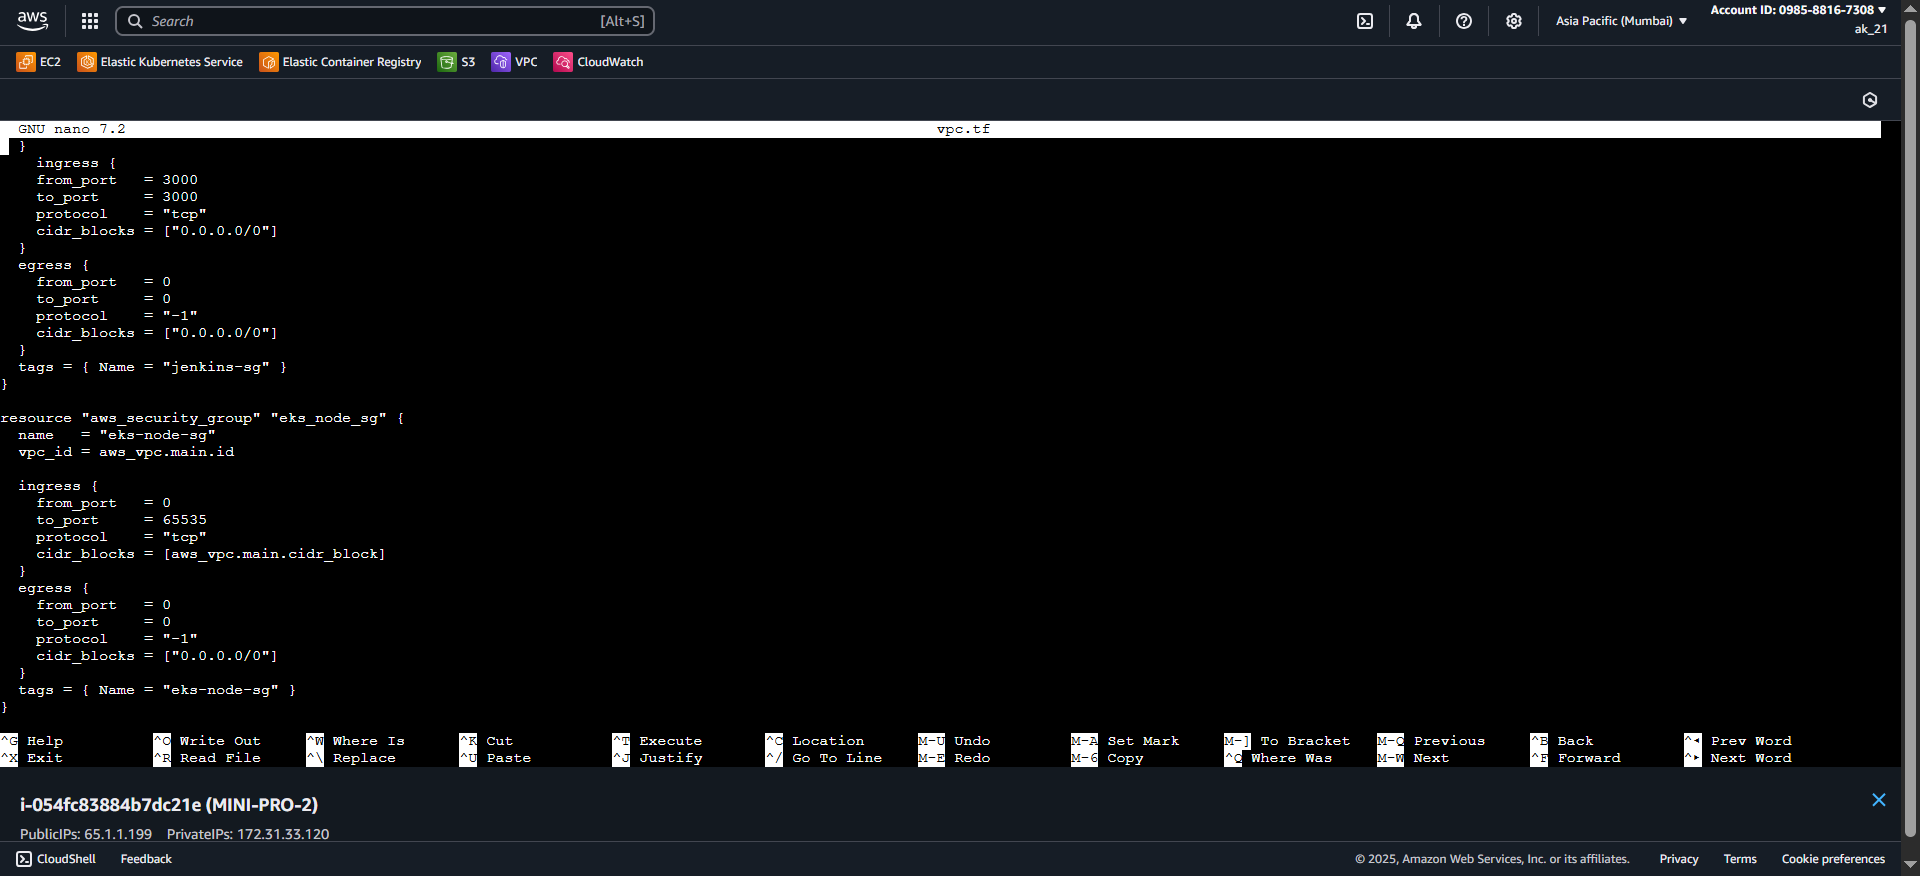 aws
Search [Alt+S]
Asia Pacific (Mumbai)
Account ID: 0985-8816-7308
ak_21
EC2
Elastic Kubernetes Service
Elastic Container Registry
S3
VPC
CloudWatch
GNU nano 7.2 vpc.tf
}
ingress {
from_port = 3000
to_port = 3000
protocol = "tcp"
cidr_blocks = ["0.0.0.0/0"]
}
egress {
from_port = 0
to_port = 0
protocol = "-1"
cidr_blocks = ["0.0.0.0/0"]
}
tags = { Name = "jenkins-sg" }
}
resource "aws_security_group" "eks_node_sg" {
name = "eks-node-sg"
vpc_id = aws_vpc.main.id
ingress {
from_port = 0
to_port = 65535
protocol = "tcp"
cidr_blocks = [aws_vpc.main.cidr_block]
}
egress {
from_port = 0
to_port = 0
protocol = "-1"
cidr_blocks = ["0.0.0.0/0"]
}
tags = { Name = "eks-node-sg" }
}
^G Help ^O Write Out ^W Where Is ^K Cut ^T Execute ^C Location M-U Undo M-A Set Mark M-] To Bracket M-Q Previous ^B Back ^◂ Prev Word
^X Exit ^R Read File ^\ Replace ^U Paste ^J Justify ^/ Go To Line M-E Redo M-6 Copy ^Q Where Was M-W Next ^F Forward ^▸ Next Word
i-054fc83884b7dc21e (MINI-PRO-2)
PublicIPs: 65.1.1.199 PrivateIPs: 172.31.33.120
CloudShell Feedback © 2025, Amazon Web Services, Inc. or its affiliates. Privacy Terms Cookie preferences